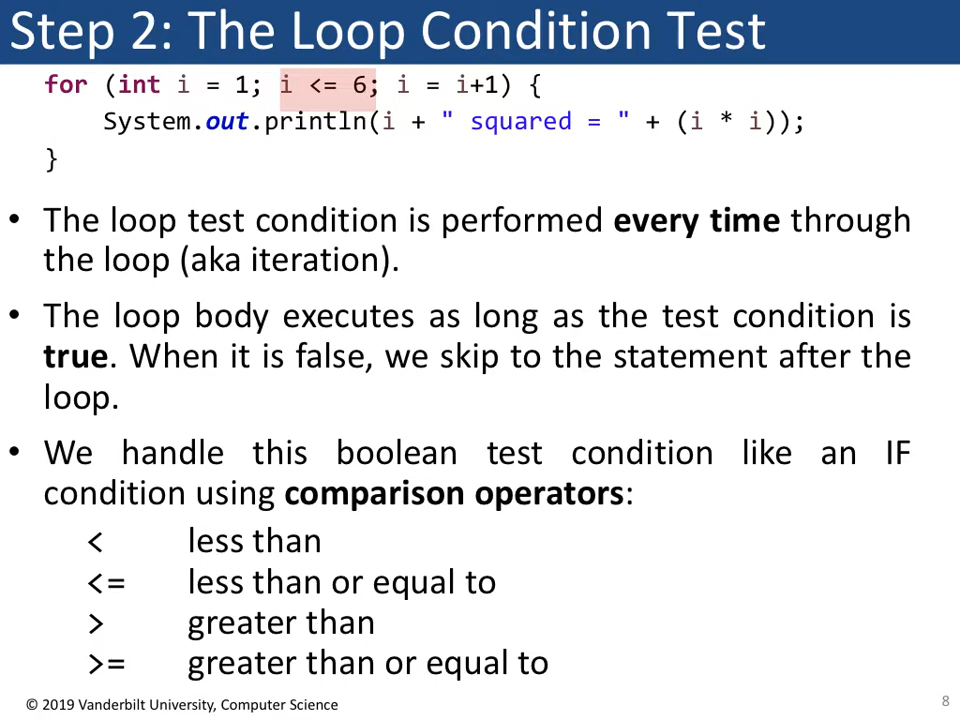 Step 2: The Loop Condition Test
for (int i = 1; i <= 6; i = i+1) {
System.out.println(i + " squared = " + (i * i));
}
• The loop test condition is performed every time through
the loop (aka iteration).
• The loop body executes as long as the test condition is
true. When it is false, we skip to the statement after the
loop.
• We handle this boolean test condition like an IF
condition using comparison operators:
< less than
<= less than or equal to
> greater than
>= greater than or equal to
© 2019 Vanderbilt University, Computer Science
8